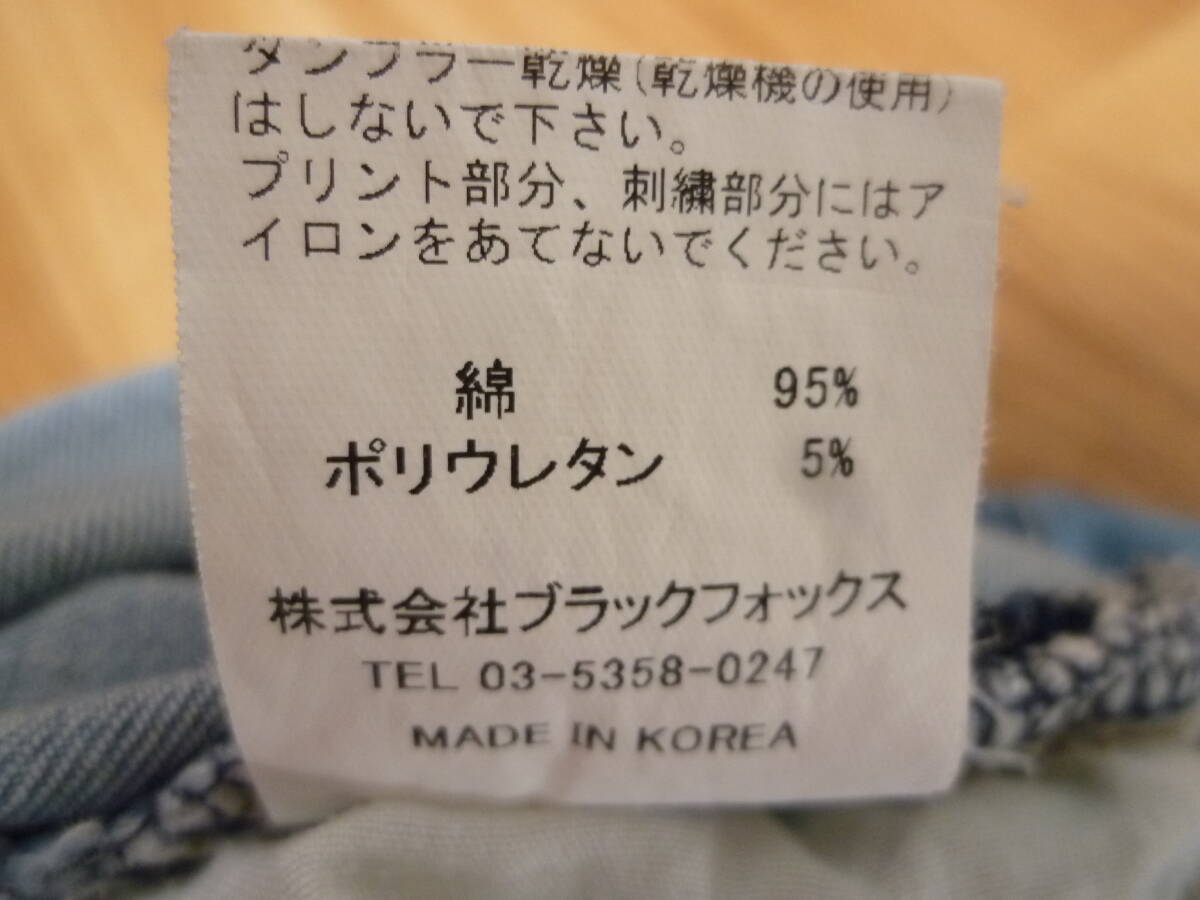 タンブラー乾燥(乾燥機の使用)
はしないで下さい。
プリント部分、刺繍部分にはア
イロンをあてないでください。
綿 95%
ポリウレタン 5%
株式会社ブラックフォックス
TEL 03-5358-0247
MADE IN KOREA